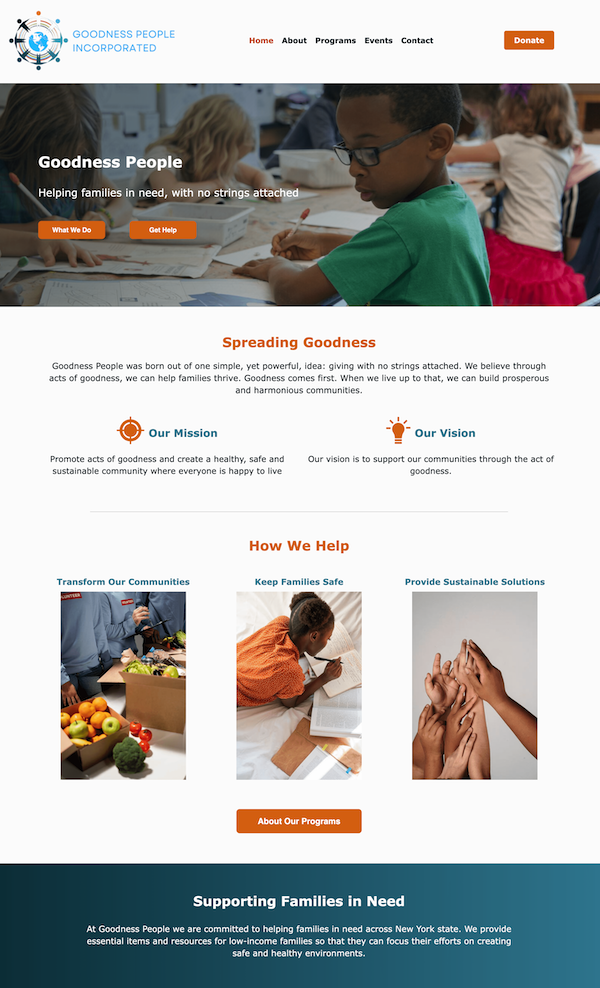 GOODNESS PEOPLE
INCORPORATED
Home About Programs Events Contact
Donate
Goodness People
Helping families in need, with no strings attached
What We Do Get Help
Spreading Goodness
Goodness People was born out of one simple, yet powerful, idea: giving with no strings attached. We believe through
acts of goodness, we can help families thrive. Goodness comes first. When we live up to that, we can build prosperous
and harmonious communities.
Our Mission
Promote acts of goodness and create a healthy, safe and
sustainable community where everyone is happy to live
Our Vision
Our vision is to support our communities through the act of
goodness.
How We Help
Transform Our Communities
Keep Families Safe
Provide Sustainable Solutions
About Our Programs
Supporting Families in Need
At Goodness People we are committed to helping families in need across New York state. We provide
essential items and resources for low-income families so that they can focus their efforts on creating
safe and healthy environments.